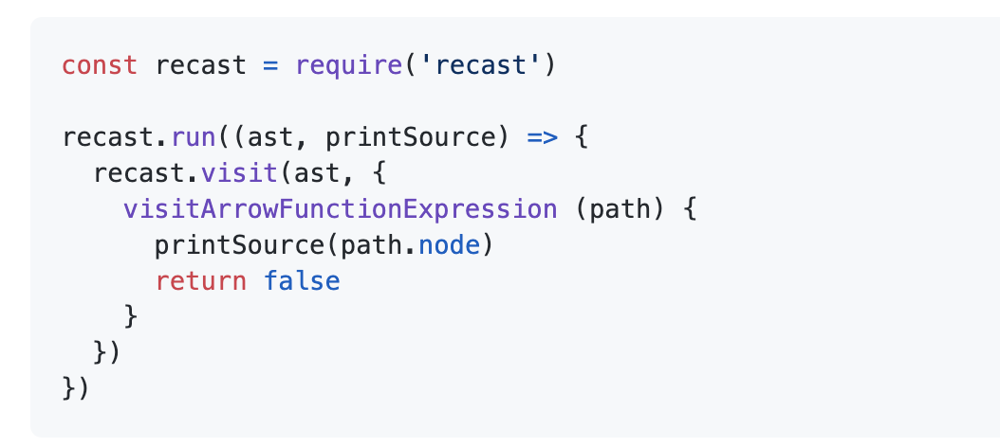 const recast = require('recast')

recast.run((ast, printSource) => {
  recast.visit(ast, {
    visitArrowFunctionExpression (path) {
      printSource(path.node)
      return false
    }
  })
})